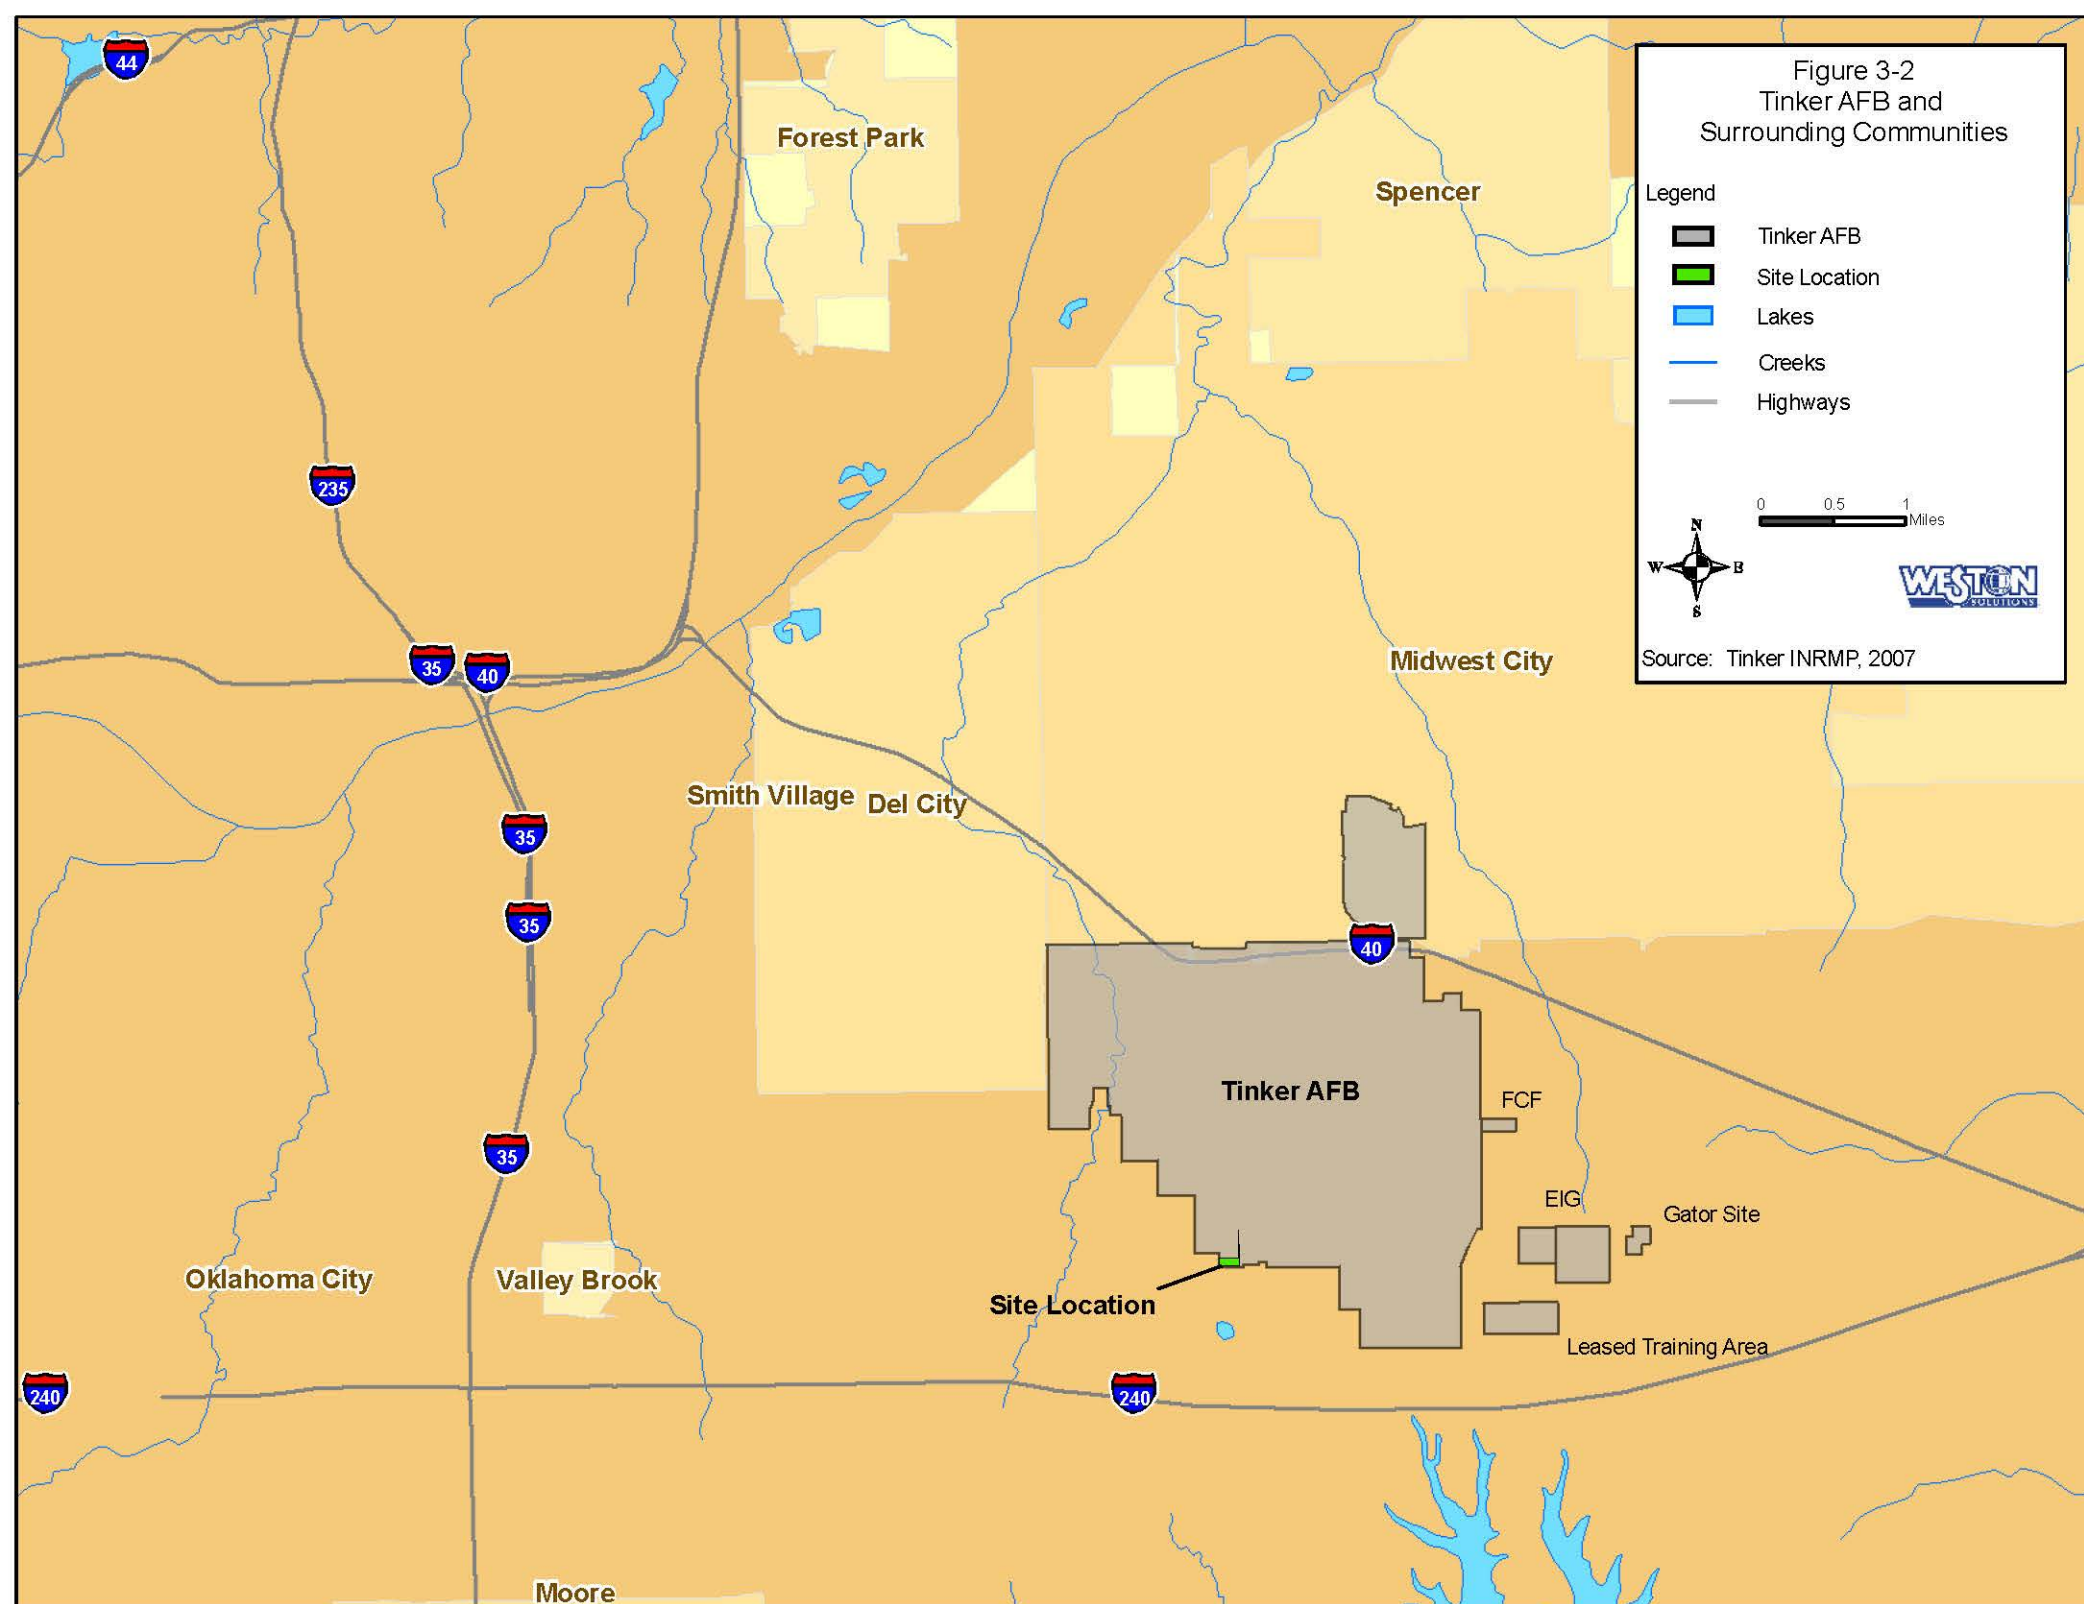 44
Figure 3-2
Tinker AFB and
Surrounding Communities
Forest Park
Spencer
Legend
Tinker AFB
Site Location
Lakes
Creeks
Highways
235
0 0.5 1
Miles
N
W E
S
WESTON
SOLUTIONS
35
40
Midwest City
Source: Tinker INRMP, 2007
Smith Village
Del City
35
35
40
Tinker AFB
FCF
35
EIG
Gator Site
Oklahoma City
Valley Brook
Site Location
Leased Training Area
240
240
Moore